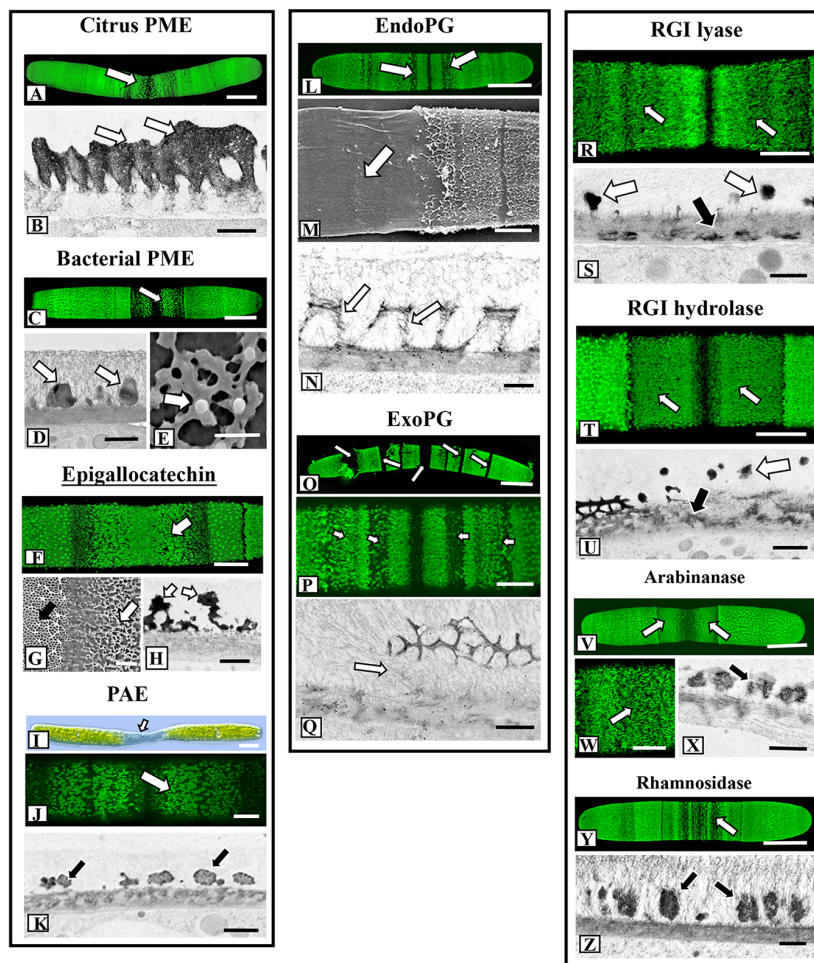 Citrus PME
A
B
Bacterial PME
C
D
E
Epigallocatechin
F
G
H
PAE
I
J
K
EndoPG
L
M
N
ExoPG
O
P
Q
RGI lyase
R
S
RGI hydrolase
T
U
Arabinanase
V
W
X
Rhamnosidase
Y
Z